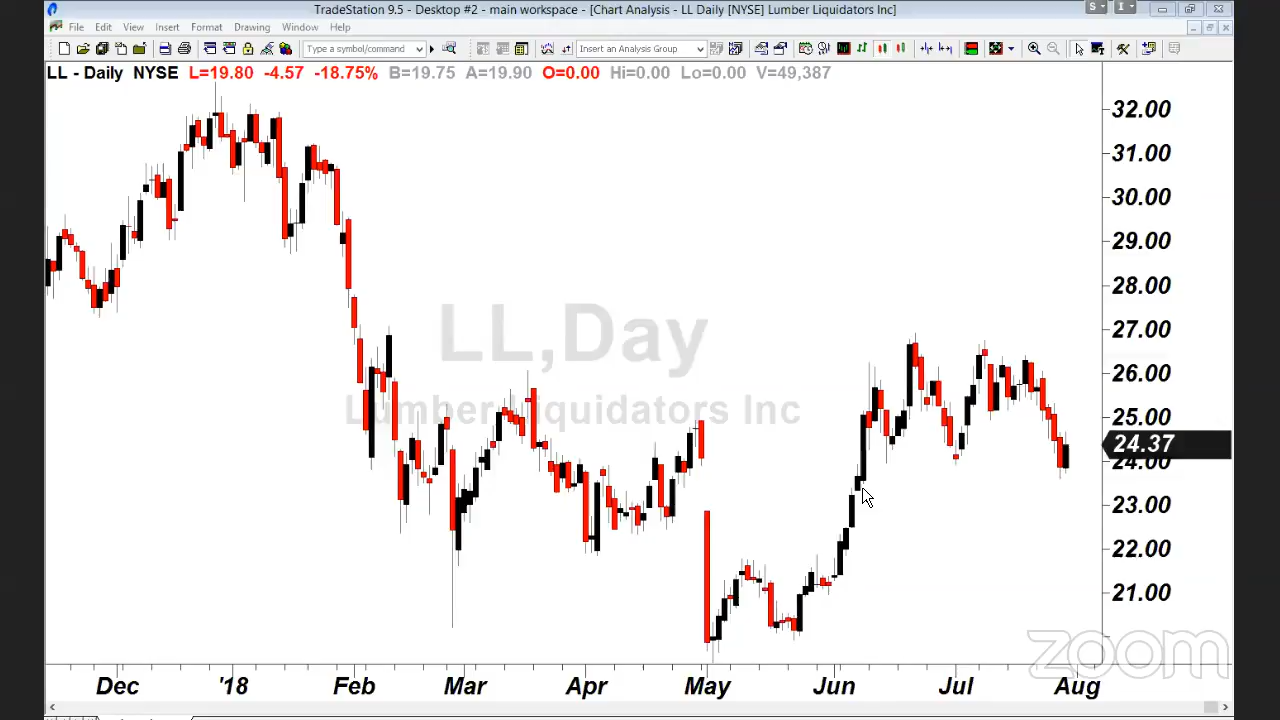 TradeStation 9.5 - Desktop #2 - main workspace - [Chart Analysis - LL Daily [NYSE] Lumber Liquidators Inc]
S I
File Edit View Insert Format Drawing Window Help
Type a symbol/command Insert an Analysis Group
LL - Daily NYSE L=19.80 -4.57 -18.75% B=19.75 A=19.90 O=0.00 Hi=0.00 Lo=0.00 V=49,387
32.00
31.00
30.00
29.00
28.00
27.00
26.00
25.00
24.37
24.00
23.00
22.00
21.00
LL,Day
Lumber Liquidators Inc
zoom
Dec '18 Feb Mar Apr May Jun Jul Aug